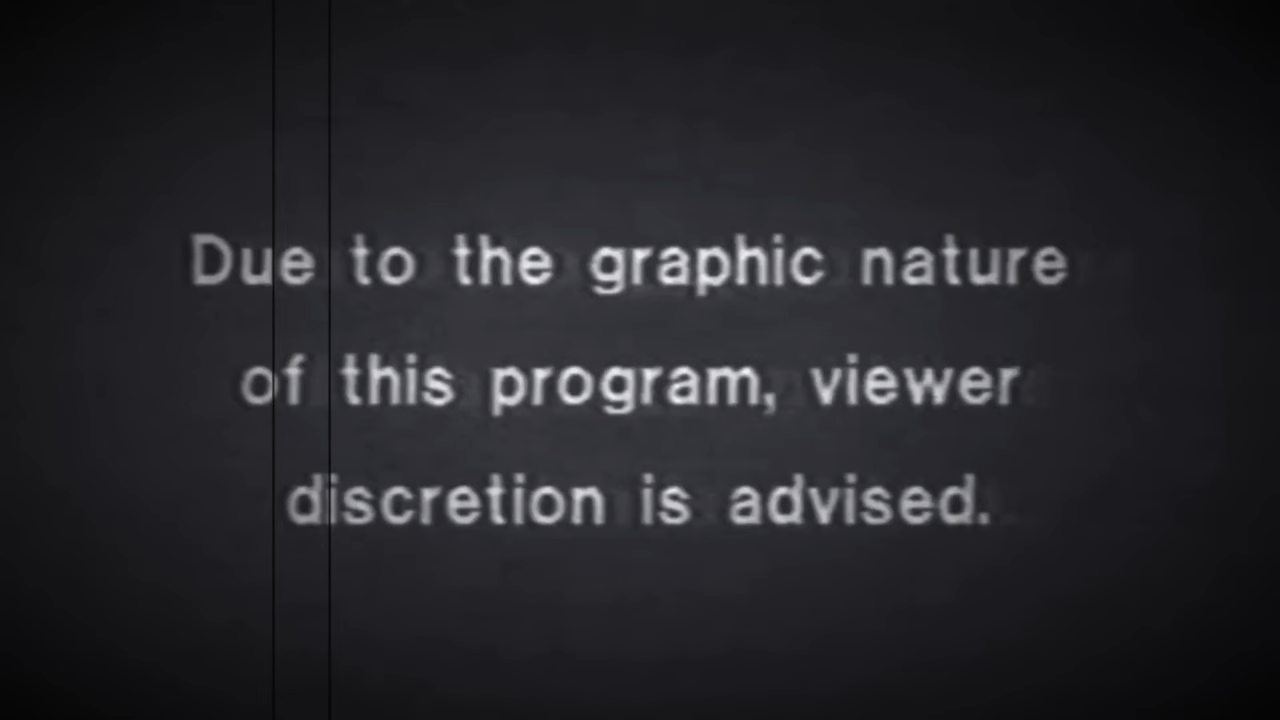 Due to the graphic nature
of this program, viewer
discretion is advised.